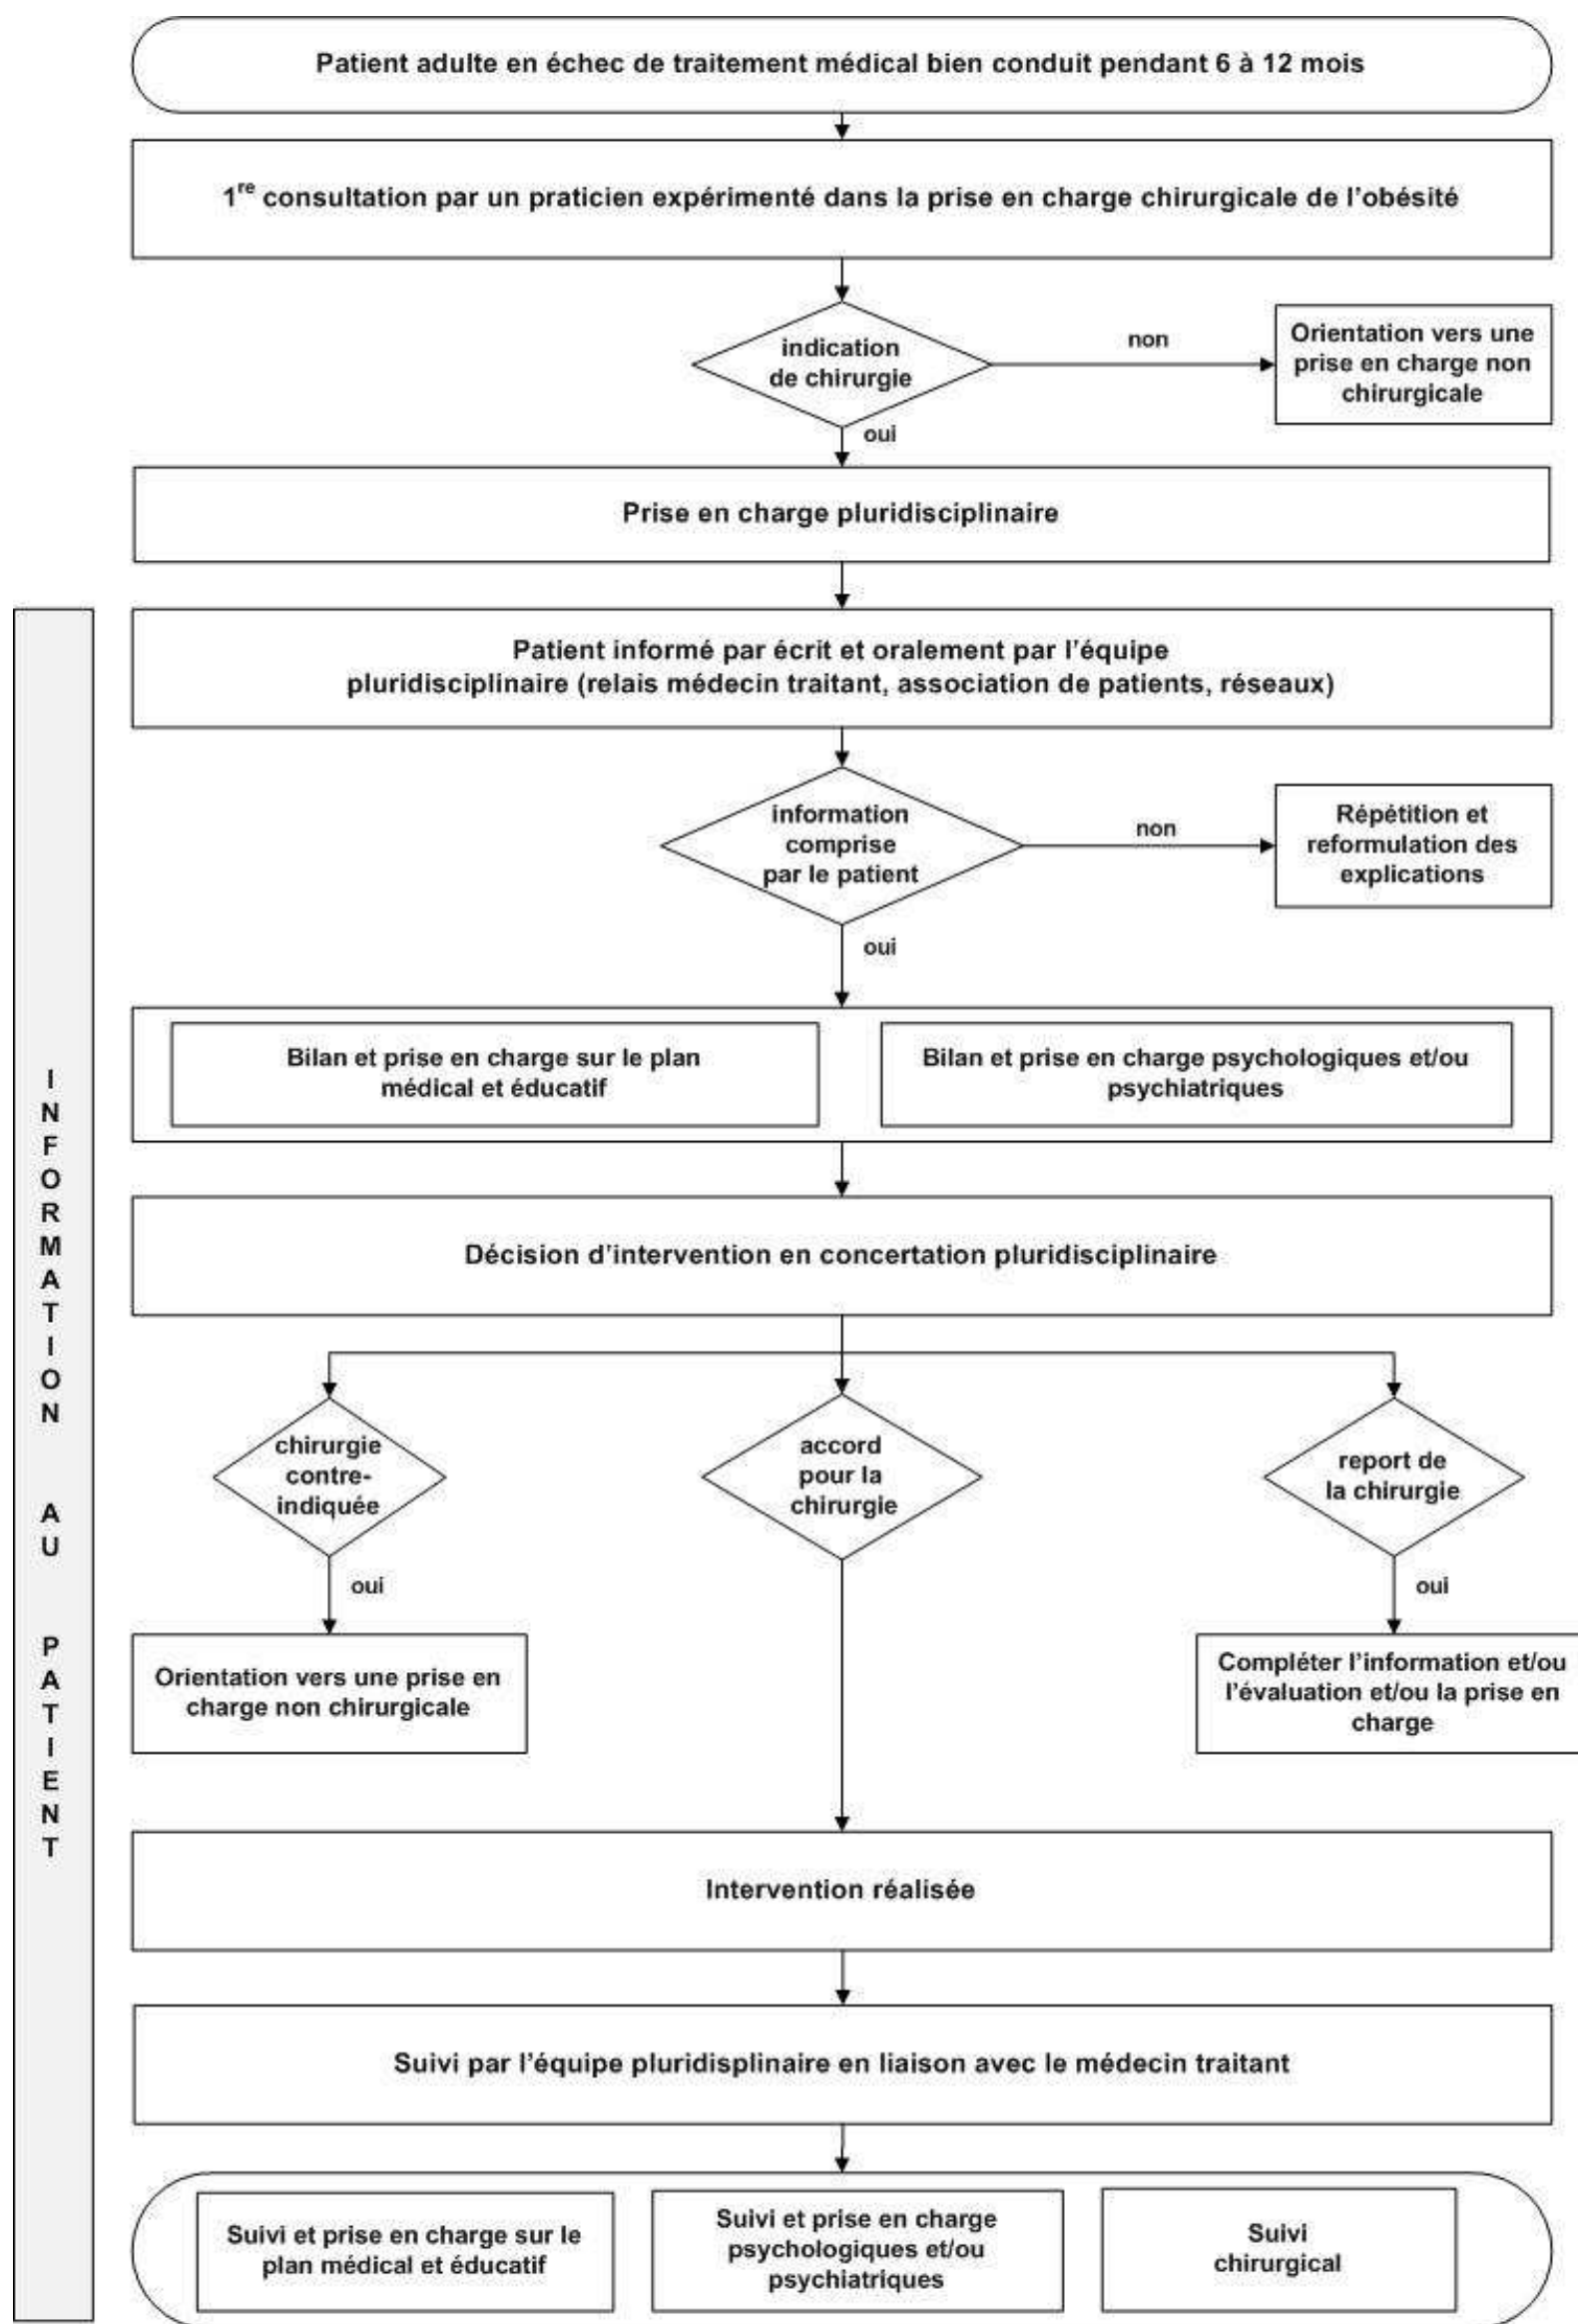 Patient adulte en échec de traitement médical bien conduit pendant 6 à 12 mois
1re consultation par un praticien expérimenté dans la prise en charge chirurgicale de l'obésité
indication
de chirurgie
non
Orientation vers une
prise en charge non
chirurgicale
oui
Prise en charge pluridisciplinaire
Patient informé par écrit et oralement par l'équipe
pluridisciplinaire (relais médecin traitant, association de patients, réseaux)
information
comprise
par le patient
non
Répétition et
reformulation des
explications
oui
Bilan et prise en charge sur le plan
médical et éducatif
Bilan et prise en charge psychologiques et/ou
psychiatriques
Décision d'intervention en concertation pluridisciplinaire
chirurgie
contre-
indiquée
accord
pour la
chirurgie
report de
la chirurgie
oui
oui
Orientation vers une prise en
charge non chirurgicale
Compléter l'information et/ou
l'évaluation et/ou la prise en
charge
Intervention réalisée
Suivi par l'équipe pluridisplinaire en liaison avec le médecin traitant
Suivi et prise en charge sur le
plan médical et éducatif
Suivi et prise en charge
psychologiques et/ou
psychiatriques
Suivi
chirurgical
INFORMATION AU PATIENT